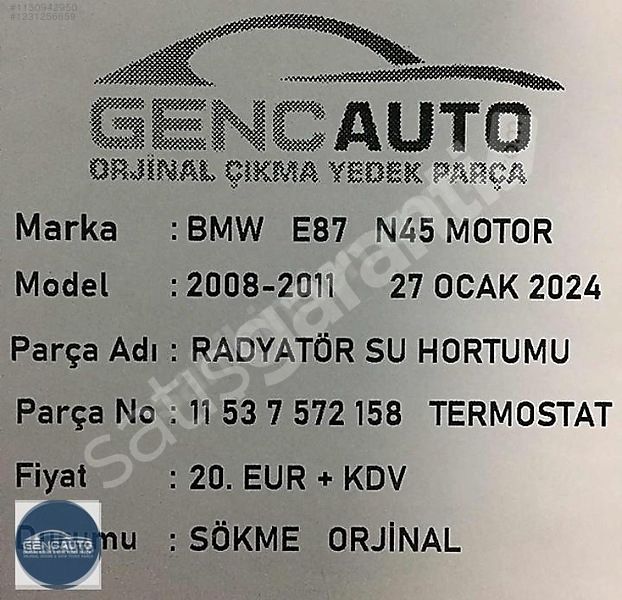 #1130942950
#1231256659
GENCAUTO
ORJİNAL ÇIKMA YEDEK PARÇA
Marka : BMW E87 N45 MOTOR
Model : 2008-2011 27 OCAK 2024
Parça Adı : RADYATÖR SU HORTUMU
Parça No : 11 53 7 572 158 TERMOSTAT
Fiyat : 20. EUR + KDV
: SÖKME ORJİNAL
GENCAUTO